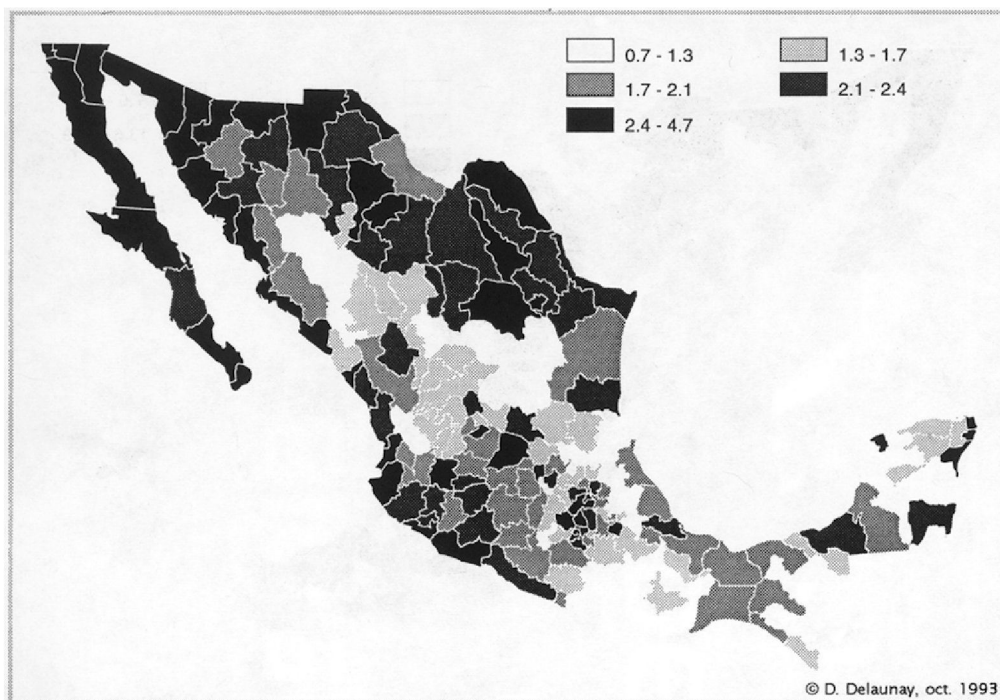 0.7 - 1.3
1.3 - 1.7
1.7 - 2.1
2.1 - 2.4
2.4 - 4.7
© D. Delaunay, oct. 1993